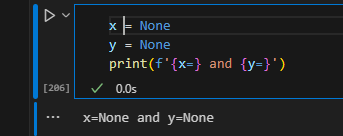 x = None
y = None
print(f'{x=} and {y=}')
[206]
0.0s
x=None and y=None